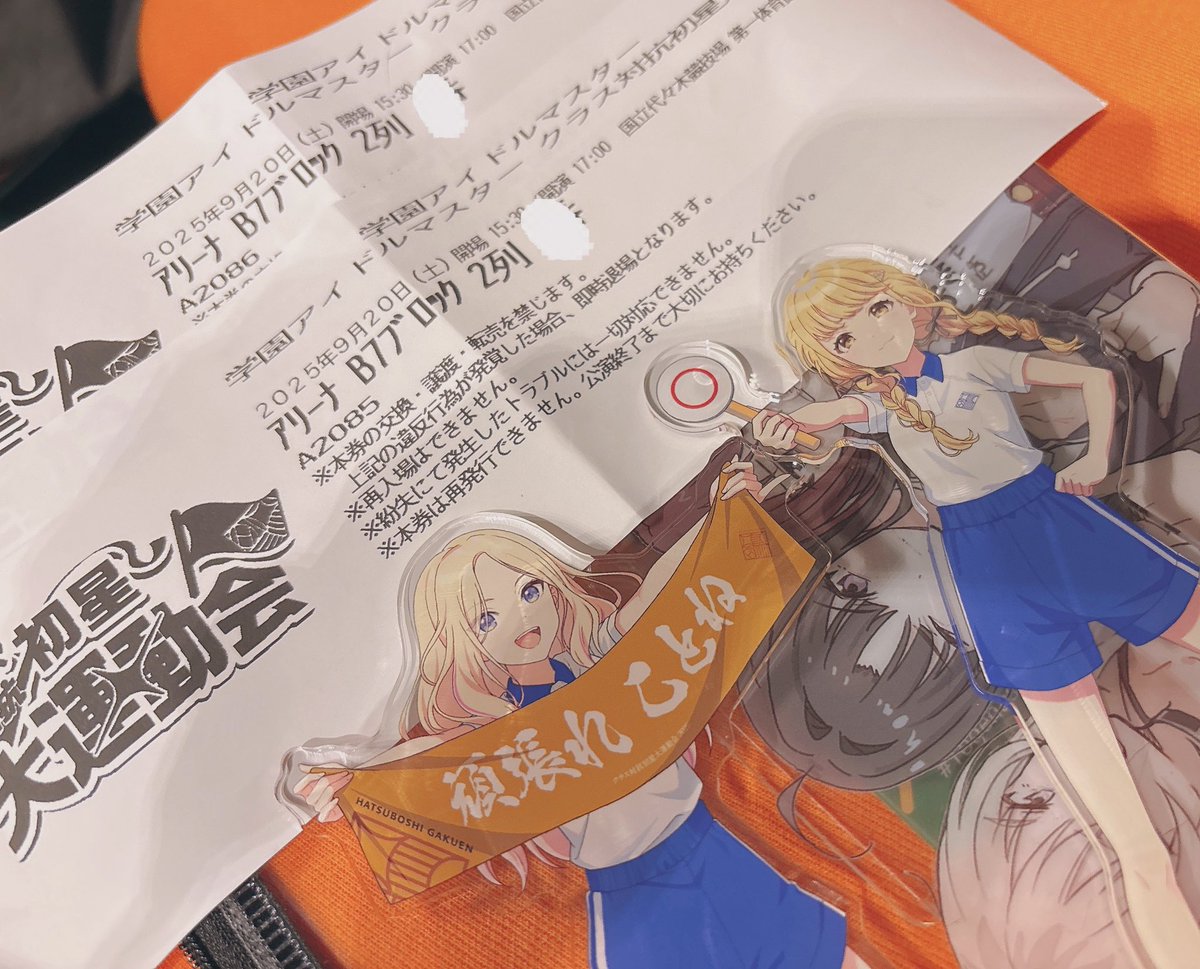 学園アイドルマスター
ドルマスター クラス対抗初星
2025年9月20日(土) 開場 15:30 開演 17:00 国立
アリーナ B7ブロック 2列
A2086
学園アイドルマスター
ドルマスター クラス対抗初星
2025年9月20日(土) 開場 15:30 開演 17:00 国立代々木競技場 第一体育
アリーナ B7ブロック 2列
A2085
※本券の交換・譲渡・転売を禁じます。
上記の違反行為が発覚した場合、即時退場となります。
※再入場はできません。
※紛失にて発生したトラブルには一切対応できません。
※本券は再発行できません。公演終了まで大切にお持ちください。
初星
大運動会
頑張れ ことね
HATSUBOSHI GAKUEN